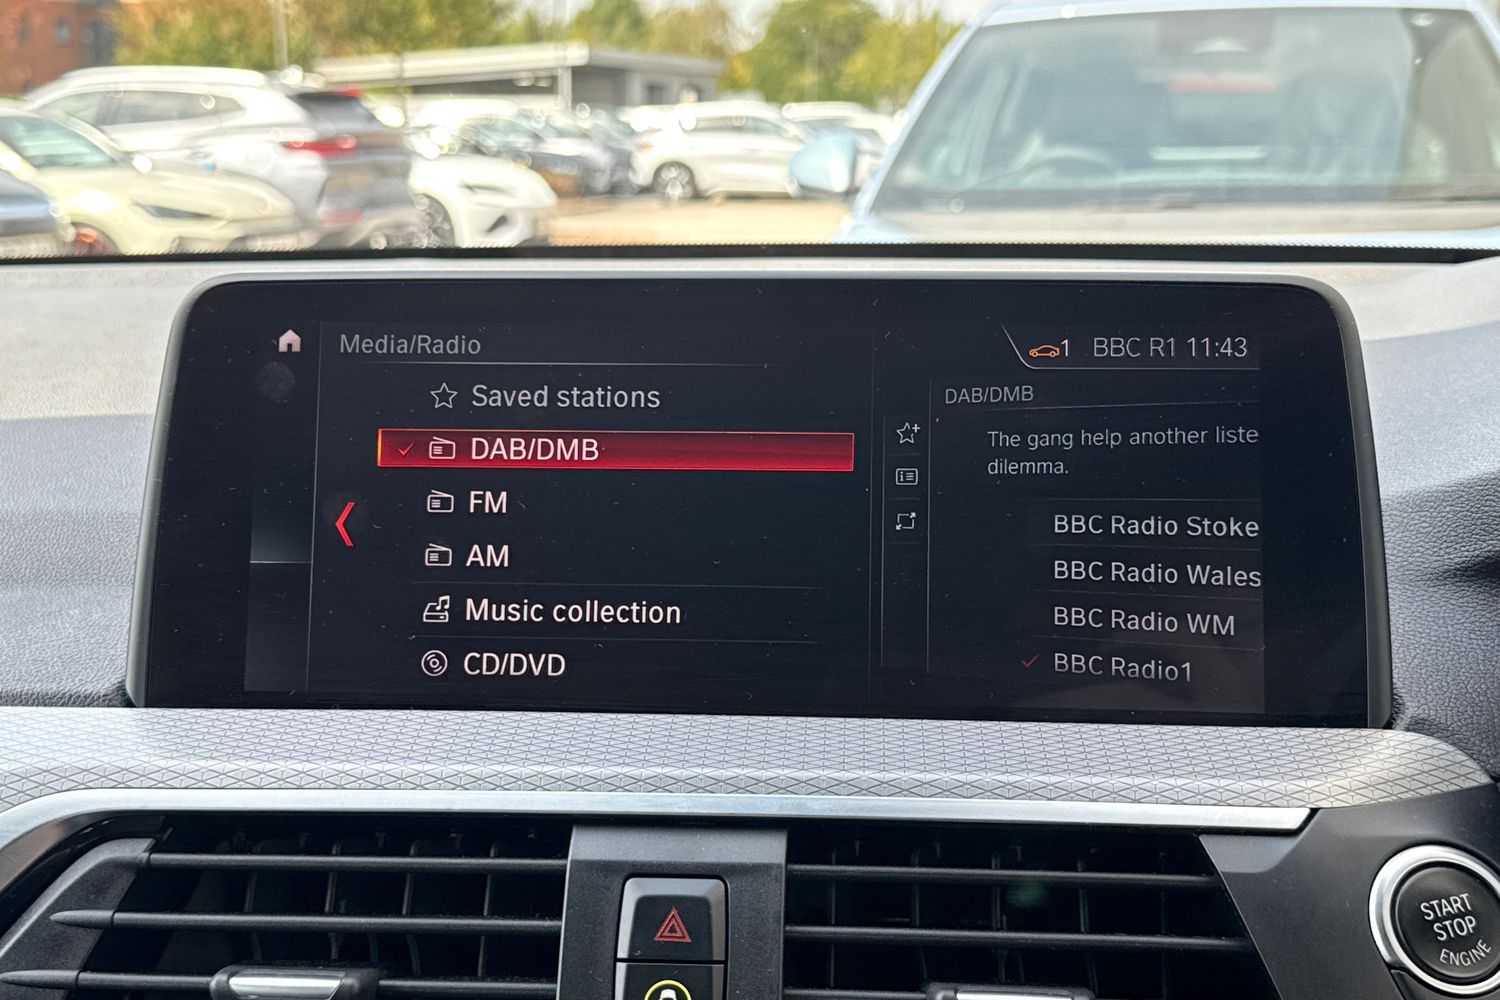 Media/Radio
1 BBC R1 11:43
Saved stations
DAB/DMB
FM
AM
Music collection
CD/DVD
DAB/DMB
The gang help another liste
dilemma.
BBC Radio Stoke
BBC Radio Wales
BBC Radio WM
BBC Radio1
START
STOP
ENGINE